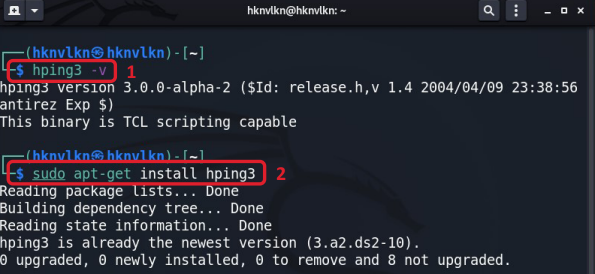 hknvlkn@hknvlkn: ~
(hknvlkn㉿hknvlkn)-[~]
$ hping3 -v 1
hping3 version 3.0.0-alpha-2 ($Id: release.h,v 1.4 2004/04/09 23:38:56
antirez Exp $)
This binary is TCL scripting capable
(hknvlkn㉿hknvlkn)-[~]
$ sudo apt-get install hping3 2
Reading package lists... Done
Building dependency tree... Done
Reading state information... Done
hping3 is already the newest version (3.a2.ds2-10).
0 upgraded, 0 newly installed, 0 to remove and 8 not upgraded.